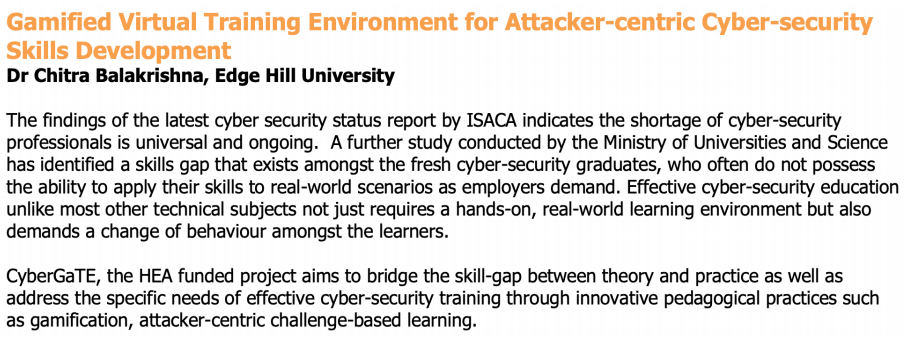 Gamified Virtual Training Environment for Attacker-centric Cyber-security
Skills Development
Dr Chitra Balakrishna, Edge Hill University
The findings of the latest cyber security status report by ISACA indicates the shortage of cyber-security
professionals is universal and ongoing.  A further study conducted by the Ministry of Universities and Science
has identified a skills gap that exists amongst the fresh cyber-security graduates, who often do not possess
the ability to apply their skills to real-world scenarios as employers demand. Effective cyber-security education
unlike most other technical subjects not just requires a hands-on, real-world learning environment but also
demands a change of behaviour amongst the learners.
CyberGaTE, the HEA funded project aims to bridge the skill-gap between theory and practice as well as
address the specific needs of effective cyber-security training through innovative pedagogical practices such
as gamification, attacker-centric challenge-based learning.